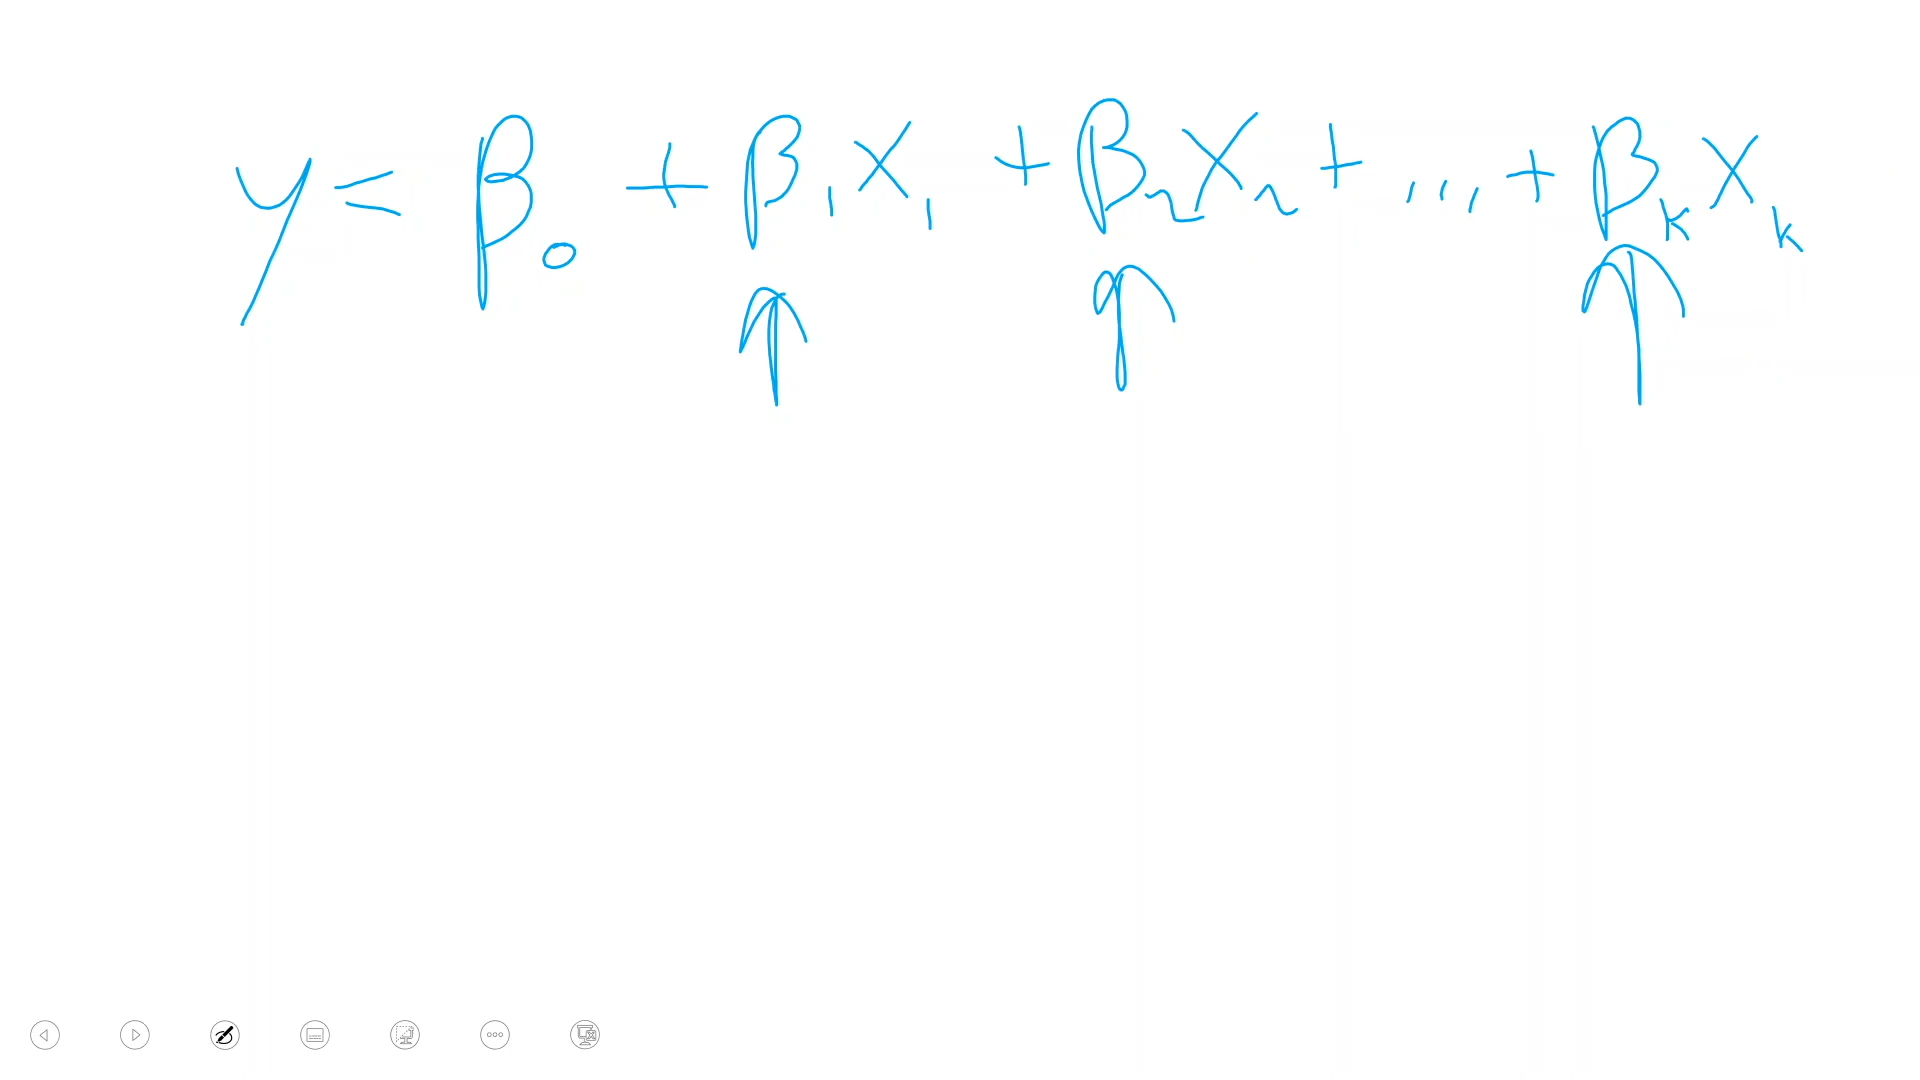 y = β₀ + β₁X₁ + β₂X₂ + ... + βₖXₖ